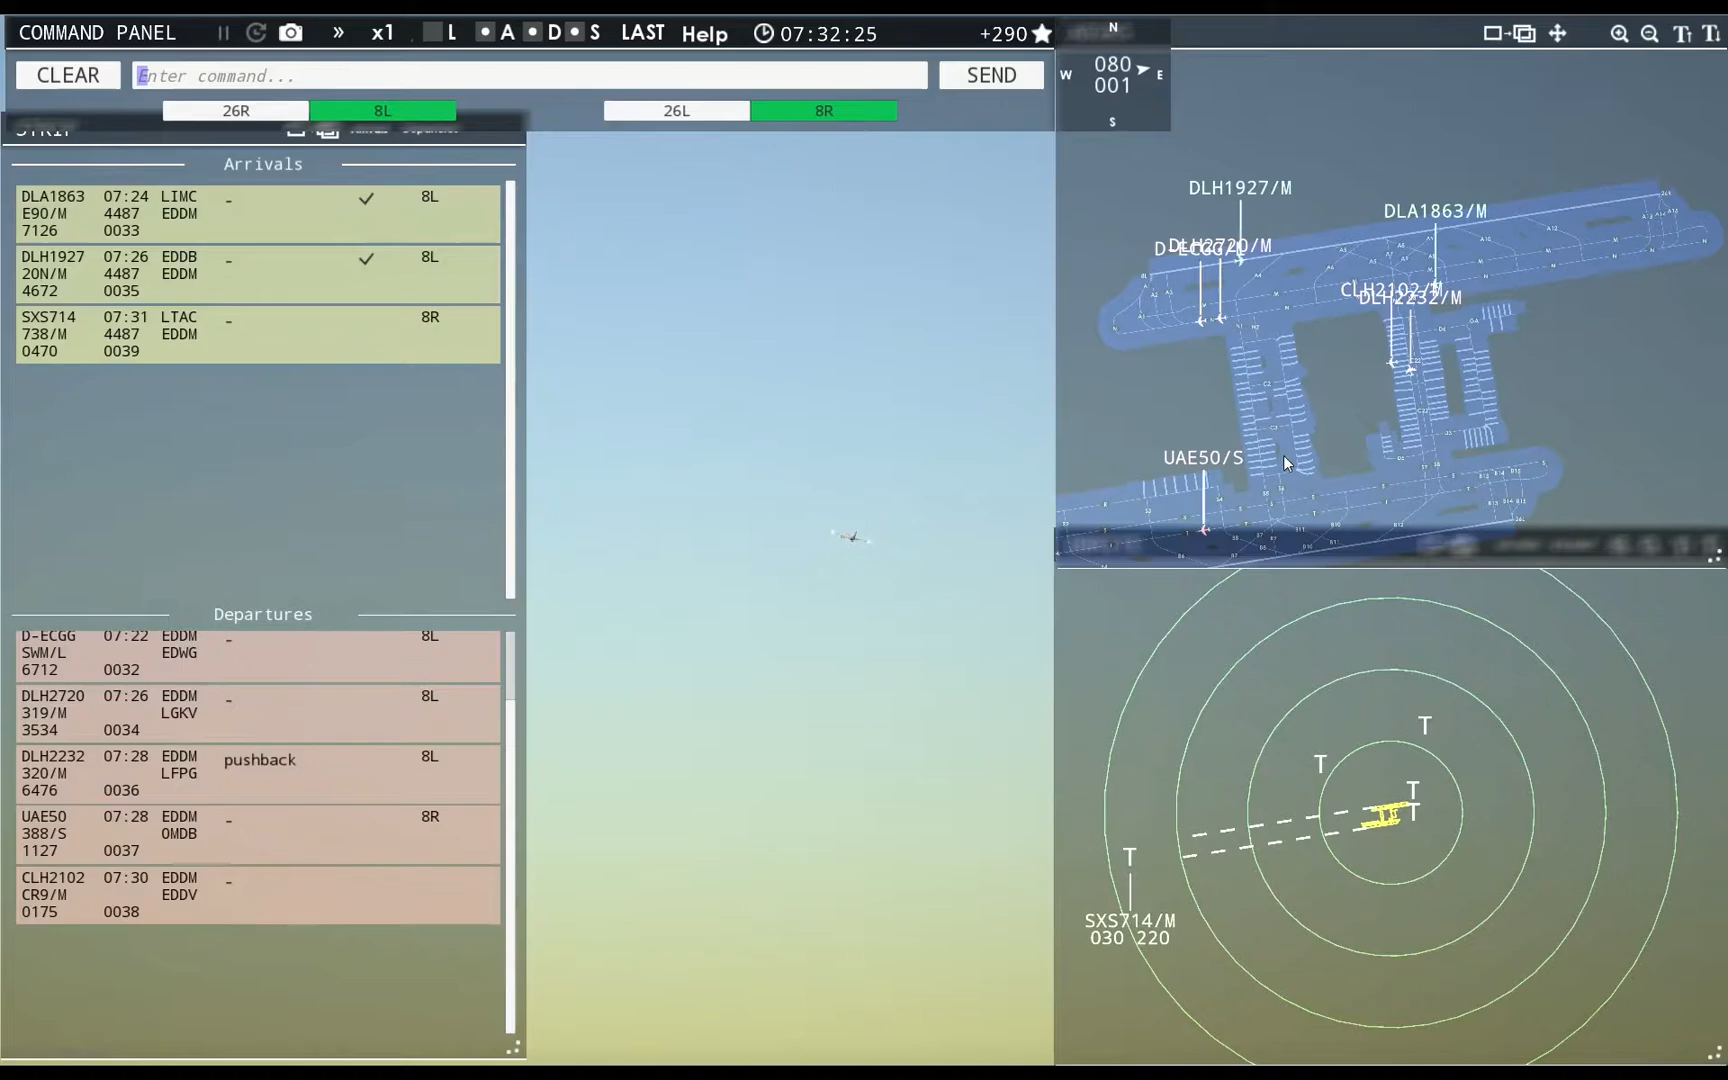 COMMAND PANEL
x1
L
A
D
S
LAST
Help
07:32:25
+290
CLEAR
Enter command...
SEND
26R
8L
26L
8R
N
W
080
001
E
S
STRIP
Arrivals
DLA1863 07:24 LIMC - 8L
E90/M 4487 EDDM
7126 0033
DLH1927 07:26 EDDB - 8L
20N/M 4487 EDDM
4672 0035
SXS714 07:31 LTAC - 8R
738/M 4487 EDDM
0470 0039
Departures
D-ECGG 07:22 EDDM - 8L
SWM/L EDWG
6712 0032
DLH2720 07:26 EDDM - 8L
319/M LGKV
3534 0034
DLH2232 07:28 EDDM pushback 8L
320/M LFPG
6476 0036
UAE50 07:28 EDDM - 8R
388/S OMDB
1127 0037
CLH2102 07:30 EDDM -
CR9/M EDDV
0175 0038
DLH1927/M
DLA1863/M
DLH2720/M
D-ECGG/L
CLH2102/M
DLH2232/M
UAE50/S
T
T
T
T
T
SXS714/M
030 220